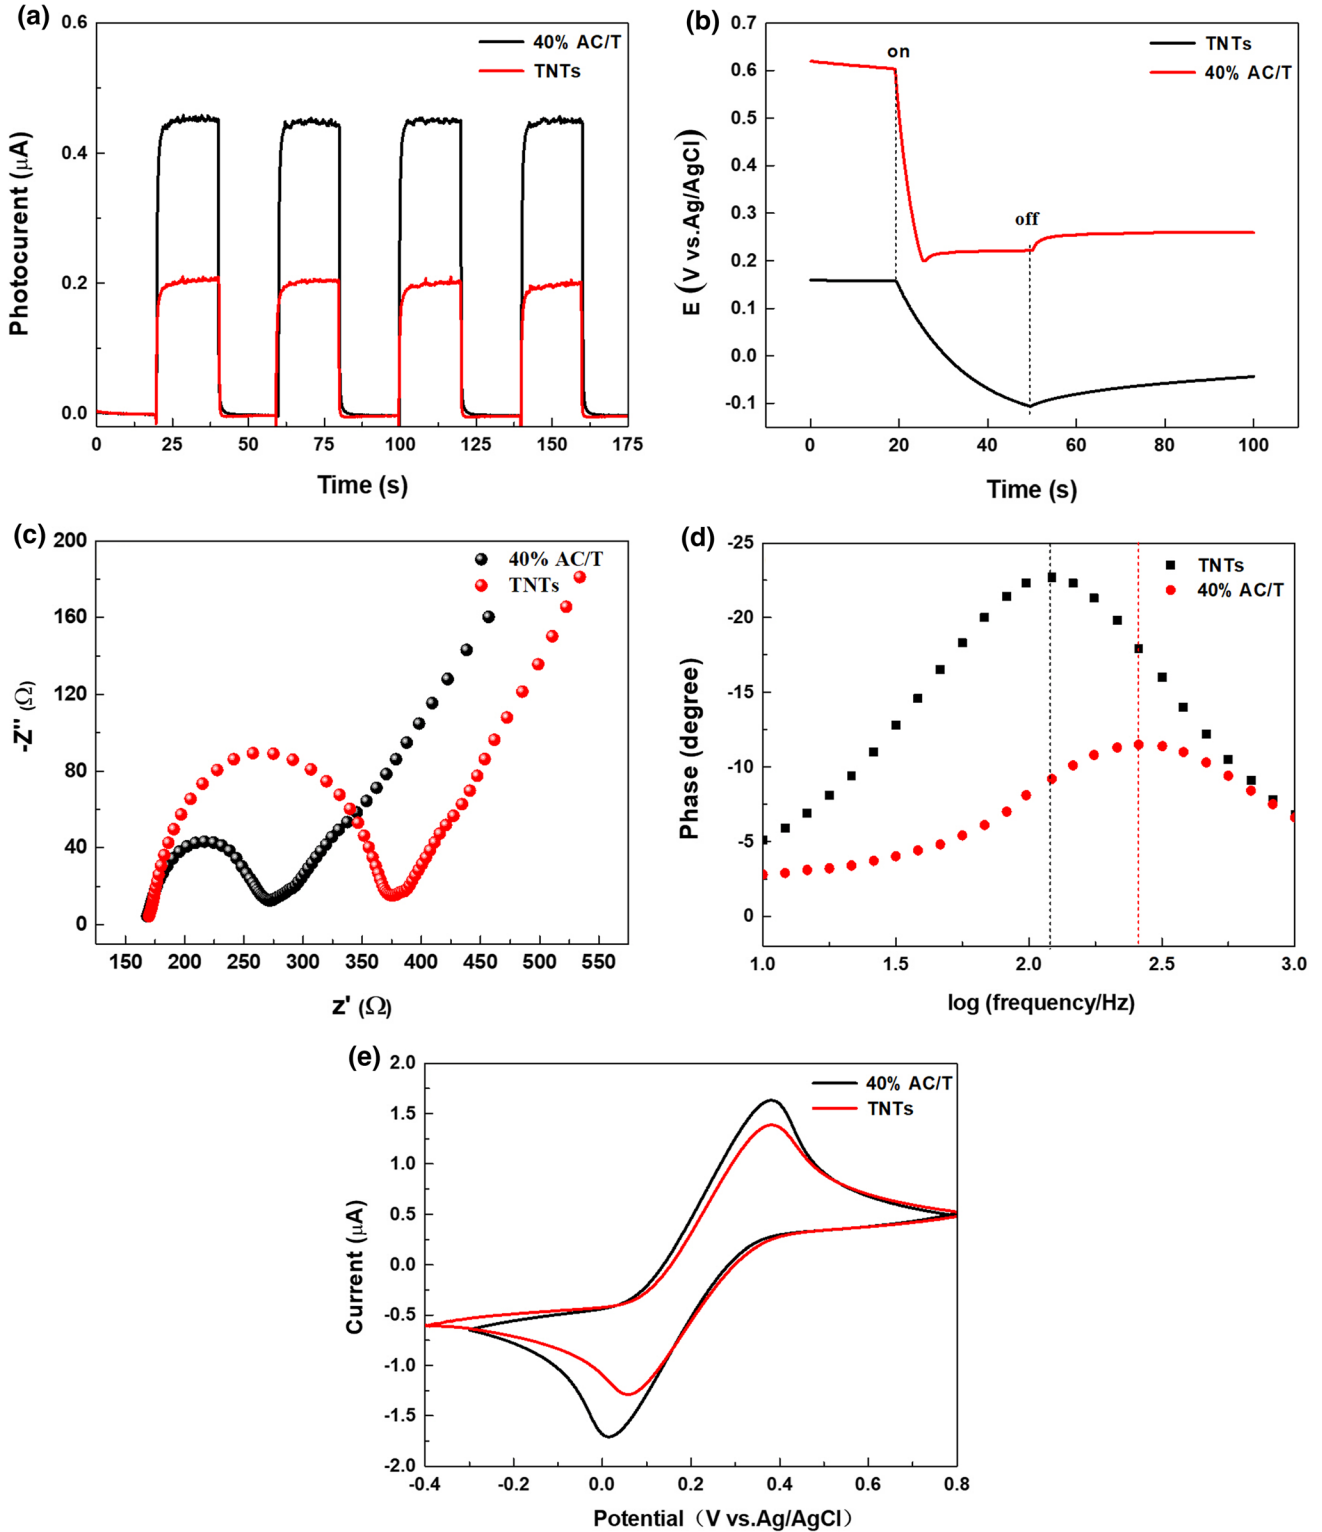 (a)
0.6
0.4
0.2
0.0
Photocurent (μA)
40% AC/T
TNTs
0 25 50 75 100 125 150 175
Time (s)
(b)
0.7
0.6
0.5
0.4
0.3
0.2
0.1
0.0
-0.1
E (V vs.Ag/AgCl)
on
off
TNTs
40% AC/T
0 20 40 60 80 100
Time (s)
(c)
200
160
120
80
40
0
-Z'' (Ω)
40% AC/T
TNTs
150 200 250 300 350 400 450 500 550
z' (Ω)
(d)
-25
-20
-15
-10
-5
0
Phase (degree)
TNTs
40% AC/T
1.0 1.5 2.0 2.5 3.0
log (frequency/Hz)
(e)
2.0
1.5
1.0
0.5
0.0
-0.5
-1.0
-1.5
-2.0
Current (μA)
40% AC/T
TNTs
-0.4 -0.2 0.0 0.2 0.4 0.6 0.8
Potential（V vs.Ag/AgCl）